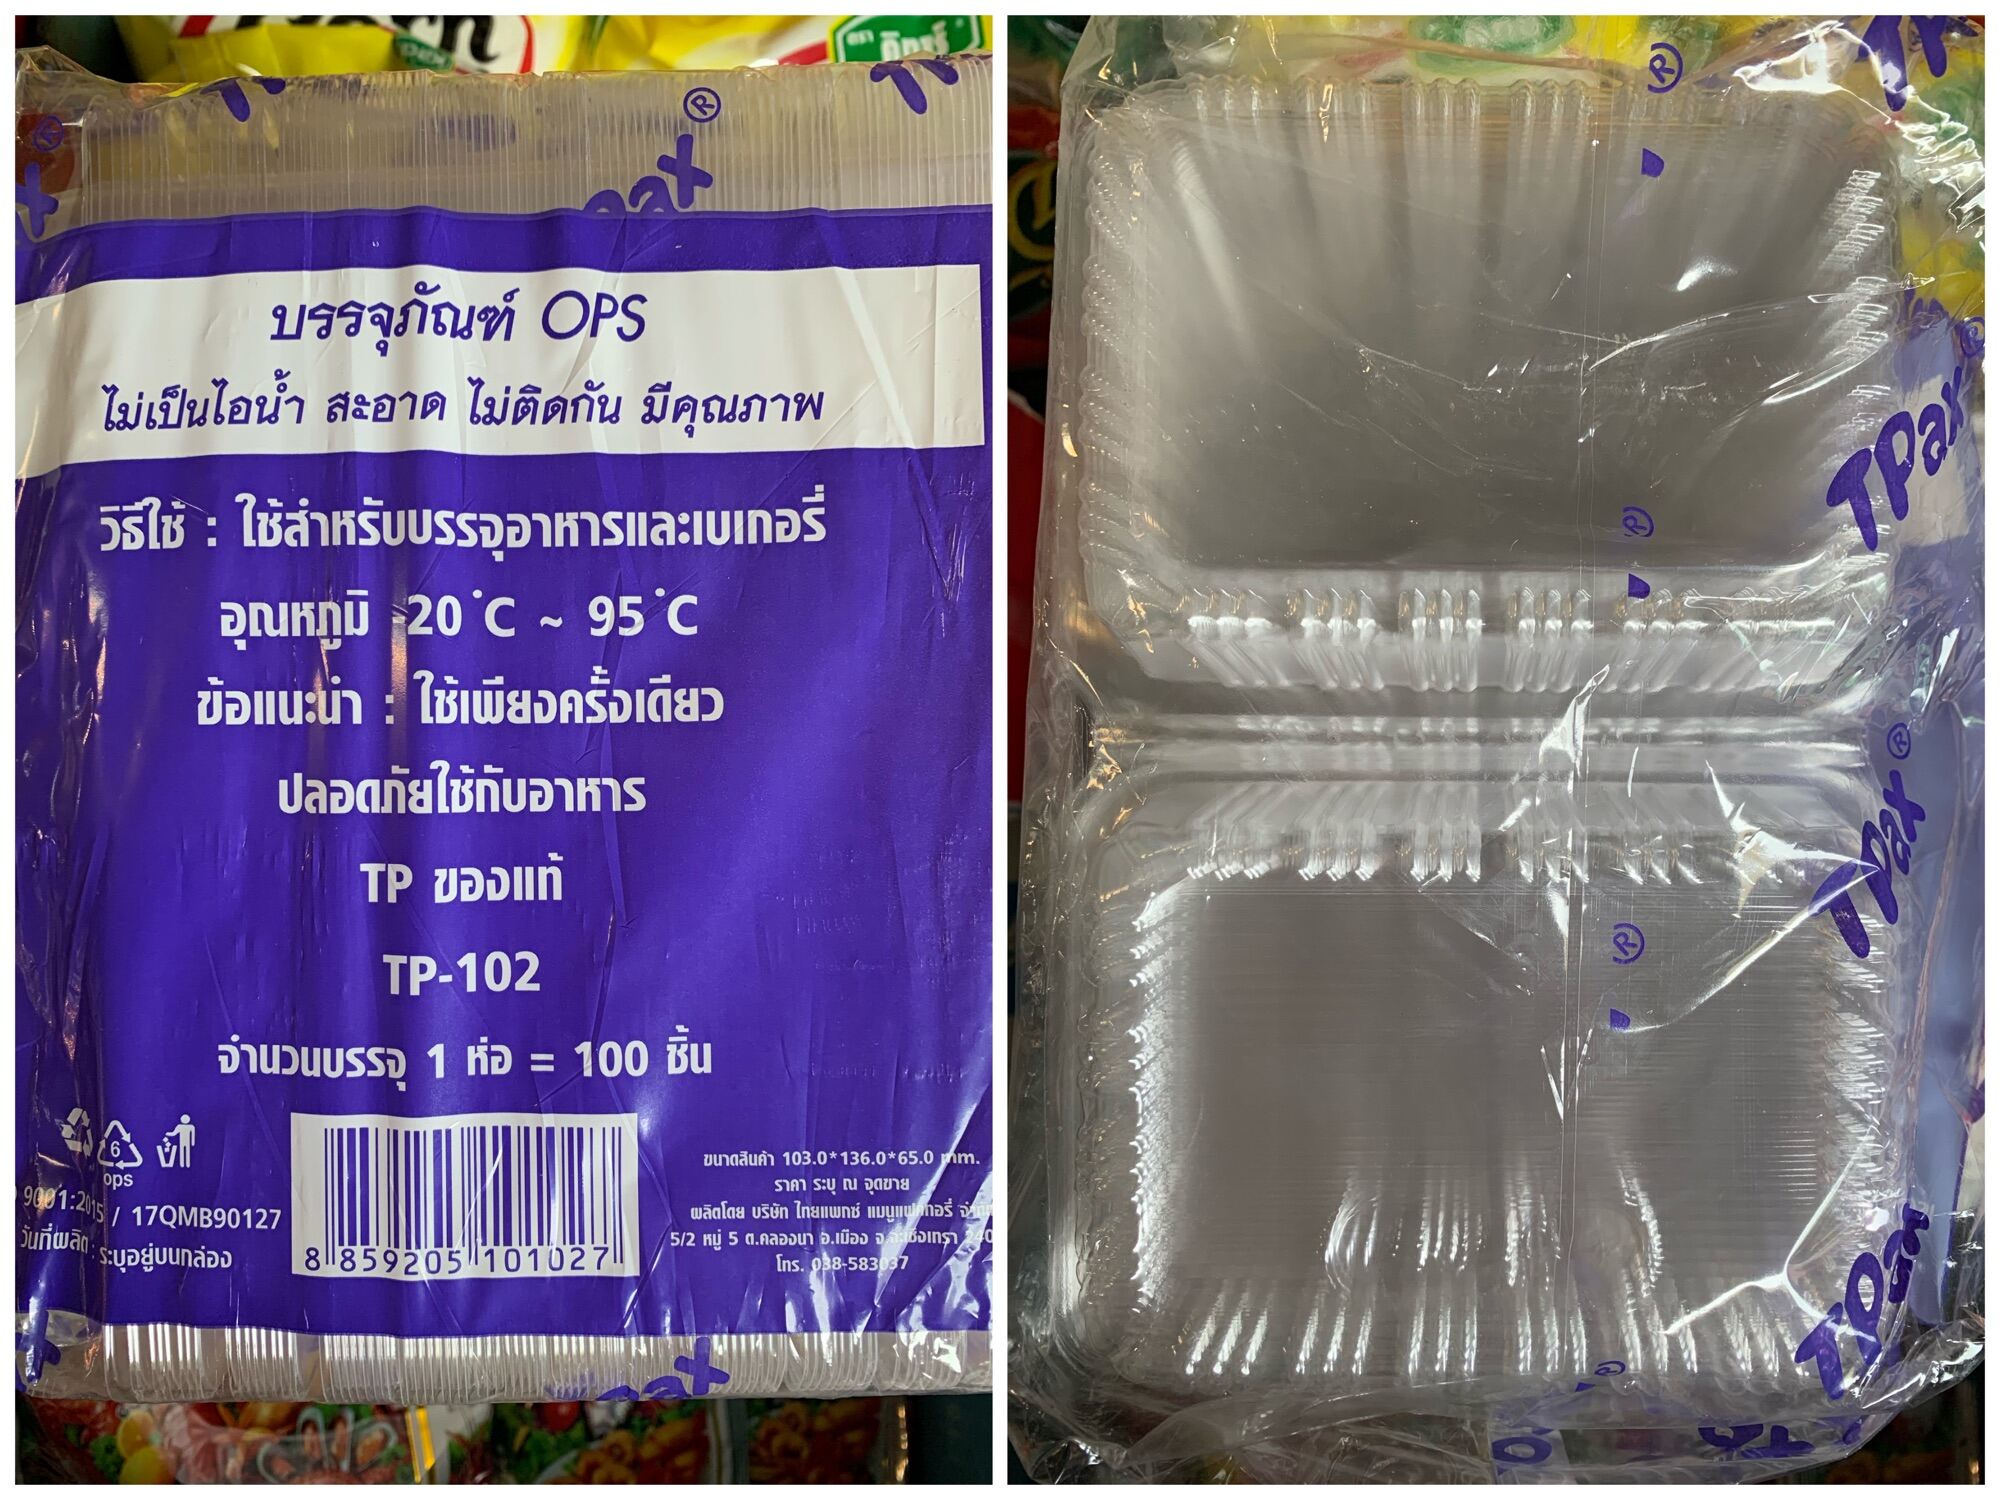 ตรา
Pax®
บรรจุภัณฑ์ OPS
ไม่เป็นไอน้ำ สะอาด ไม่ติดกัน มีคุณภาพ
วิธีใช้ : ใช้สำหรับบรรจุอาหารและเบเกอรี่
อุณหภูมิ -20 °C ~ 95 °C
ข้อแนะนำ : ใช้เพียงครั้งเดียว
ปลอดภัยใช้กับอาหาร
TP ของแท้
TP-102
จำนวนบรรจุ 1 ห่อ = 100 ชิ้น
6
ops
9001:2015 / 17QMB90127
วันที่ผลิต : ระบุอยู่บนกล่อง
8 859205 101027
ขนาดสินค้า 103.0*136.0*65.0 mm.
ราคา ระบุ ณ จุดขาย
ผลิตโดย บริษัท ไทยแพกซ์ แมนูแฟคทอรี่
5/2 หมู่ 5 ต.คลองนา อ.เมือง จ.ฉะเชิงเทรา 240
โทร. 038-583037
TPax®
TPax®
TPax